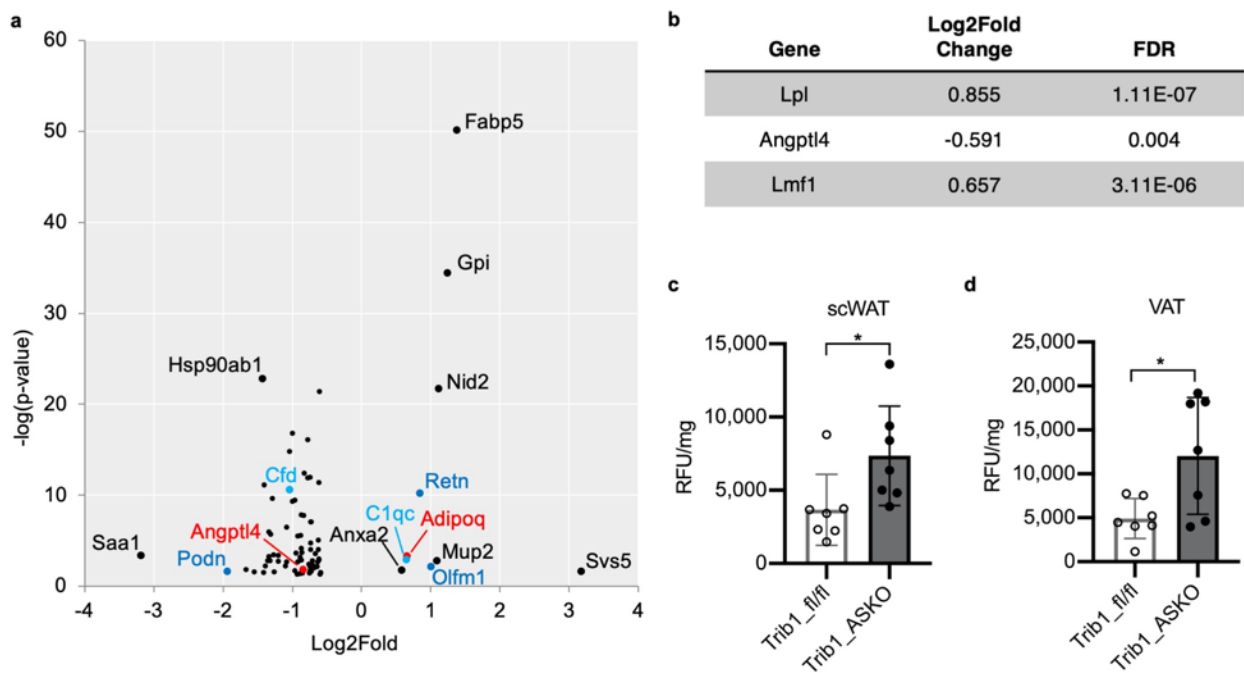 a
60
50
40
30
20
10
0
-4
-3
-2
-1
0
1
2
3
4
-log(p-value)
Log2Fold
Fabp5
Gpi
Hsp90ab1
Nid2
Cfd
Retn
C1qc
Adipoq
Angptl4
Anxa2
Saa1
Podn
Mup2
Olfm1
Svs5
b
Gene Log2Fold Change FDR
Lpl 0.855 1.11E-07
Angptl4 -0.591 0.004
Lmf1 0.657 3.11E-06
c
scWAT
15,000
10,000
5,000
0
RFU/mg
*
Trib1_fl/fl
Trib1_ASKO
d
VAT
25,000
20,000
15,000
10,000
5,000
0
RFU/mg
*
Trib1_fl/fl
Trib1_ASKO